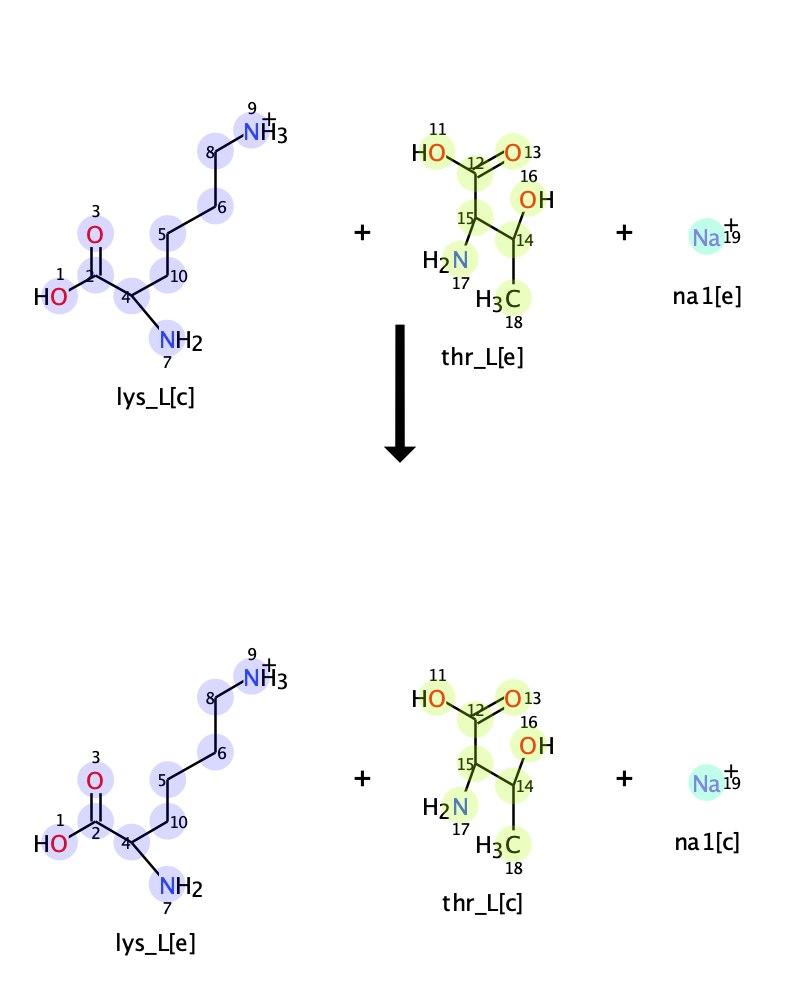 9
NH3
+
8
6
5
3
O
1
2
10
HO
4
NH2
7
lys_L[c]
+
11
HO
12
O 13
16
OH
15
14
H2N
17
H3C
18
thr_L[e]
+
Na + 19
na1[e]
9
NH3
+
8
6
5
3
O
1
2
10
HO
4
NH2
7
lys_L[e]
+
11
HO
12
O 13
16
OH
15
14
H2N
17
H3C
18
thr_L[c]
+
Na + 19
na1[c]